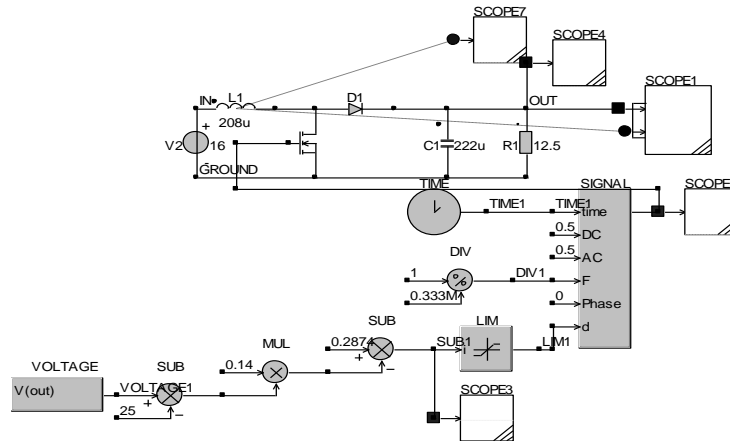 SCOPE7
SCOPE4
SCOPE1
IN L1 D1 OUT
208u
V2 + 16
C1 222u R1 12.5
GROUND
TIME SIGNAL SCOPE
TIME1 TIME1 time
0.5 DC
0.5 AC
DIV
1 % DIV1 F
0.333M 0 Phase
SUB LIM d
0.2874 SUB1 i LIM1
MUL + −
VOLTAGE SUB 0.14
V(out) VOLTAGE1
25 + −
SCOPE3